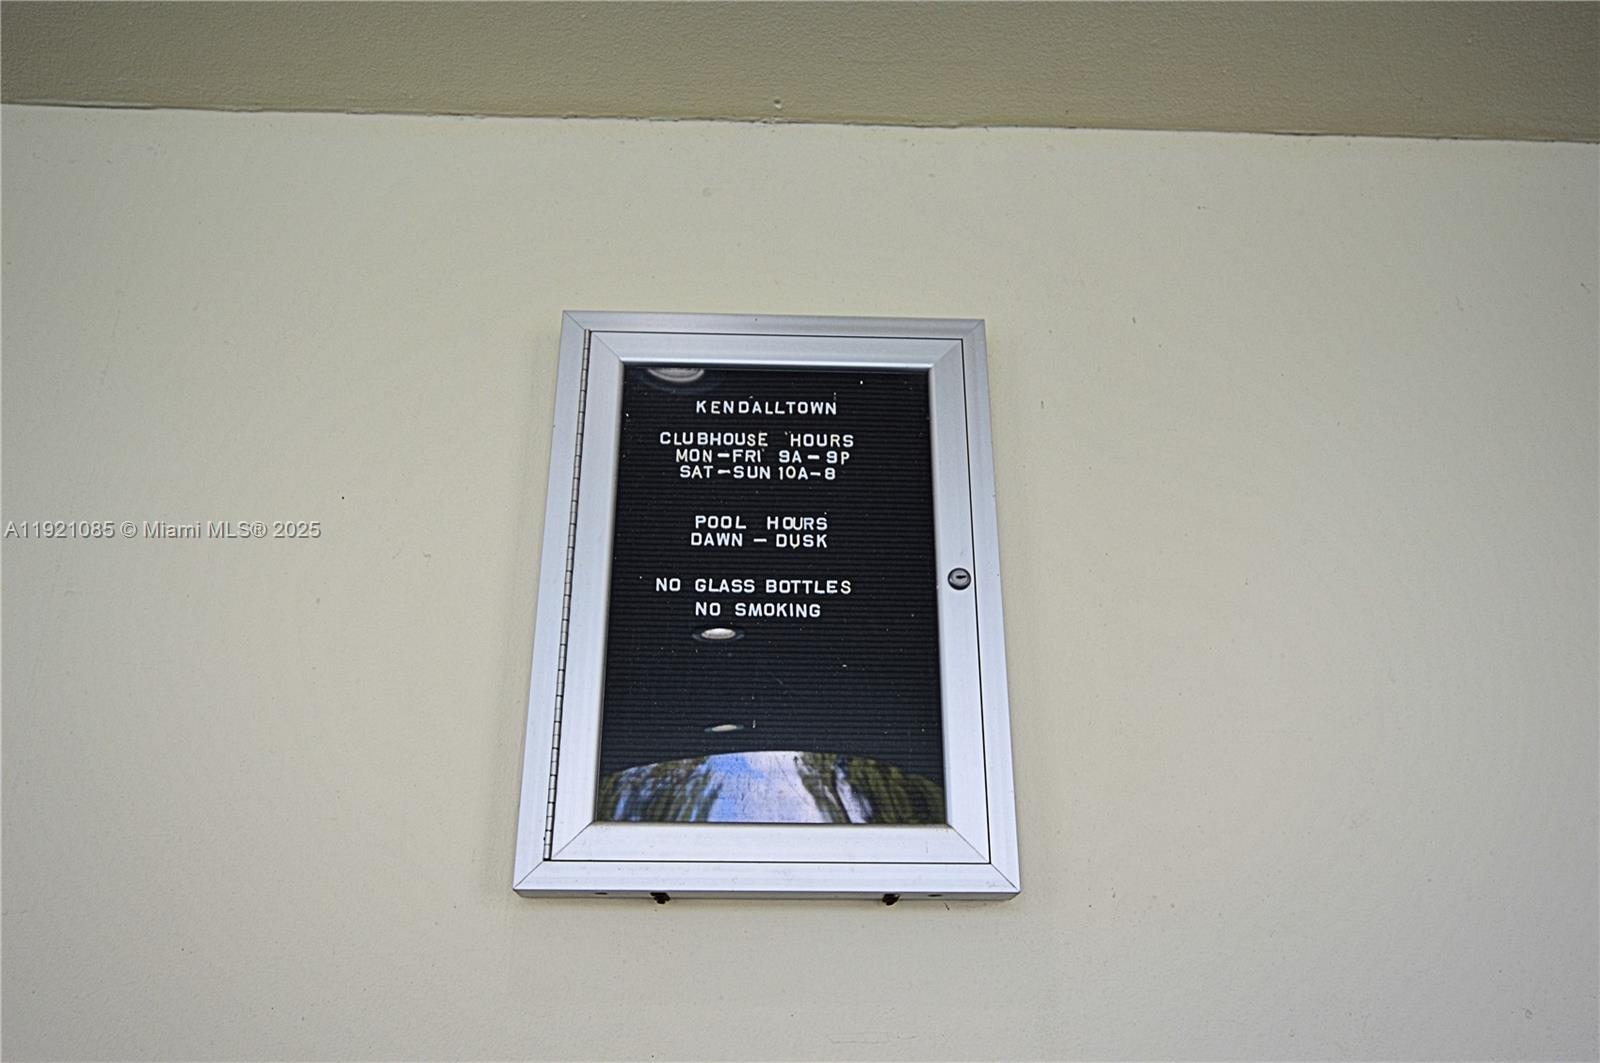 KENDALLTOWN
CLUBHOUSE HOURS
MON-FRI 9A-9P
SAT-SUN 10A-8
POOL HOURS
DAWN - DUSK
NO GLASS BOTTLES
NO SMOKING
A11921085 © Miami MLS® 2025